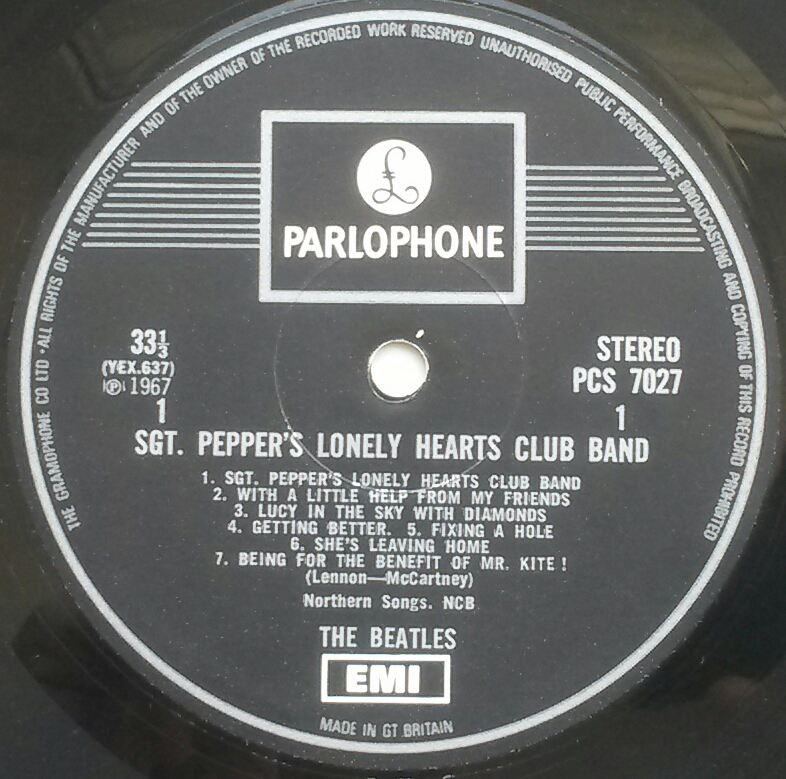 THE GRAMOPHONE CO LTD · ALL RIGHTS OF THE MANUFACTURER AND OF THE OWNER OF THE RECORDED WORK RESERVED UNAUTHORISED PUBLIC PERFORMANCE BROADCASTING AND COPYING OF THIS RECORD PROHIBITED
£
PARLOPHONE
33⅓
(YEX.637)
Ⓟ 1967
1
STEREO
PCS 7027
1
SGT. PEPPER'S LONELY HEARTS CLUB BAND
1. SGT. PEPPER'S LONELY HEARTS CLUB BAND
2. WITH A LITTLE HELP FROM MY FRIENDS
3. LUCY IN THE SKY WITH DIAMONDS
4. GETTING BETTER. 5. FIXING A HOLE
6. SHE'S LEAVING HOME
7. BEING FOR THE BENEFIT OF MR. KITE !
(Lennon—McCartney)
Northern Songs. NCB
THE BEATLES
EMI
MADE IN GT. BRITAIN